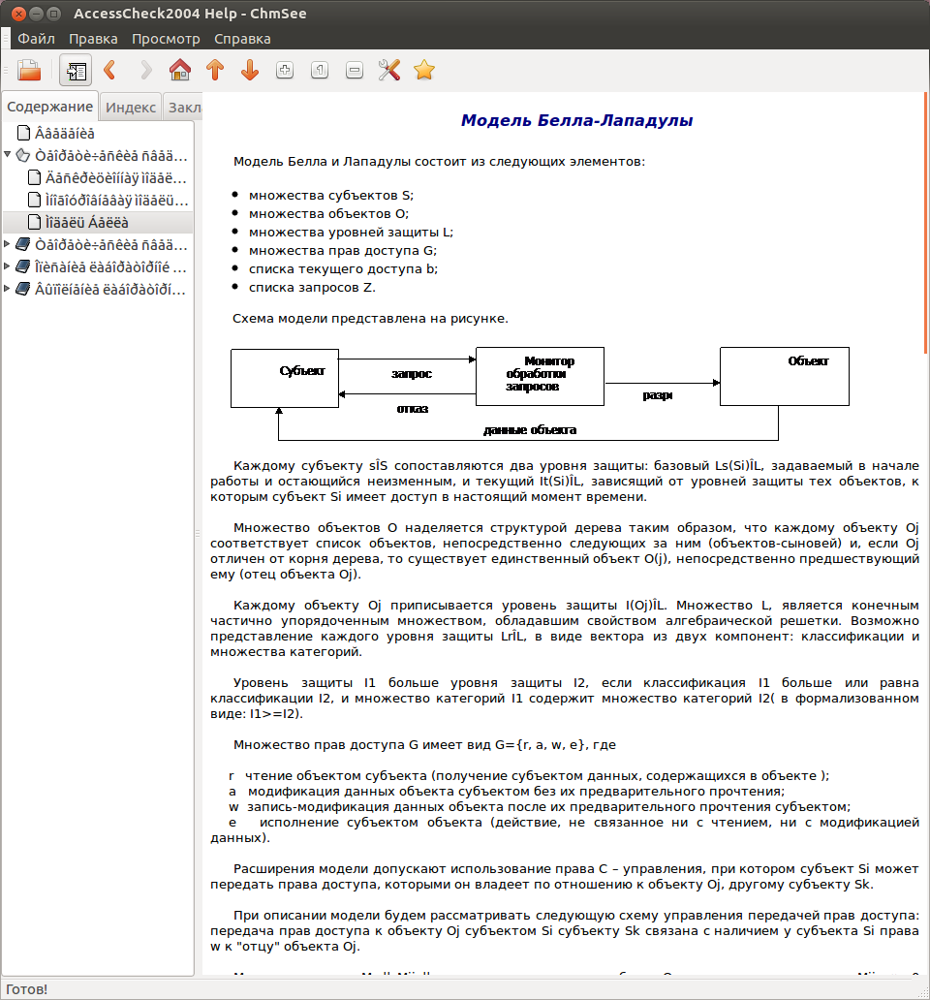 AccessCheck2004 Help - ChmSee
Файл Правка Просмотр Справка
Содержание Индекс Закл
Ââåäåíèå
Òåîðåòè÷åñêèå ñâåä...
Äèñêðåöèîííàÿ ìîäåë...
Ìíîãîóðîâíåâàÿ ìîäåëü...
Ìîäåëü Áåëëà
Òåîðåòè÷åñêèå ñâåä...
Îïèñàíèå ëàáîðàòîðíîé ...
Âûïîëíåíèå ëàáîðàòîðí...
Модель Белла-Лападулы
Модель Белла и Лападулы состоит из следующих элементов:
множества субъектов S;
множества объектов O;
множества уровней защиты L;
множества прав доступа G;
списка текущего доступа b;
списка запросов Z.
Схема модели представлена на рисунке.
Субъект
запрос
отказ
Монитор
обработки
запросов
разрі
Объект
данные объекта
Каждому субъекту sÎS сопоставляются два уровня защиты: базовый Ls(Si)ÎL, задаваемый в начале
работы и остающийся неизменным, и текущий It(Si)ÎL, зависящий от уровней защиты тех объектов, к
которым субъект Si имеет доступ в настоящий момент времени.
Множество объектов O наделяется структурой дерева таким образом, что каждому объекту Oj
соответствует список объектов, непосредственно следующих за ним (объектов-сыновей) и, если Oj
отличен от корня дерева, то существует единственный объект O(j), непосредственно предшествующий
ему (отец объекта Oj).
Каждому объекту Oj приписывается уровень защиты I(Oj)ÎL. Множество L, является конечным
частично упорядоченным множеством, обладавшим свойством алгебраической решетки. Возможно
представление каждого уровня защиты LrÎL, в виде вектора из двух компонент: классификации и
множества категорий.
Уровень защиты I1 больше уровня защиты I2, если классификация I1 больше или равна
классификации I2, и множество категорий I1 содержит множество категорий I2( в формализованном
виде: I1>=I2).
Множество прав доступа G имеет вид G={r, a, w, e}, где
r чтение объектом субъекта (получение субъектом данных, содержащихся в объекте );
a модификация данных объекта субъектом без их предварительного прочтения;
w запись-модификация данных объекта после их предварительного прочтения субъектом;
e исполнение субъектом объекта (действие, не связанное ни с чтением, ни с модификацией
данных).
Расширения модели допускают использование права C – управления, при котором субъект Si может
передать права доступа, которыми он владеет по отношению к объекту Oj, другому субъекту Sk.
При описании модели будем рассматривать следующую схему управления передачей прав доступа:
передача прав доступа к объекту Oj субъектом Si субъекту Sk связана с наличием у субъекта Si права
w к "отцу" объекта Oj.
Готов!